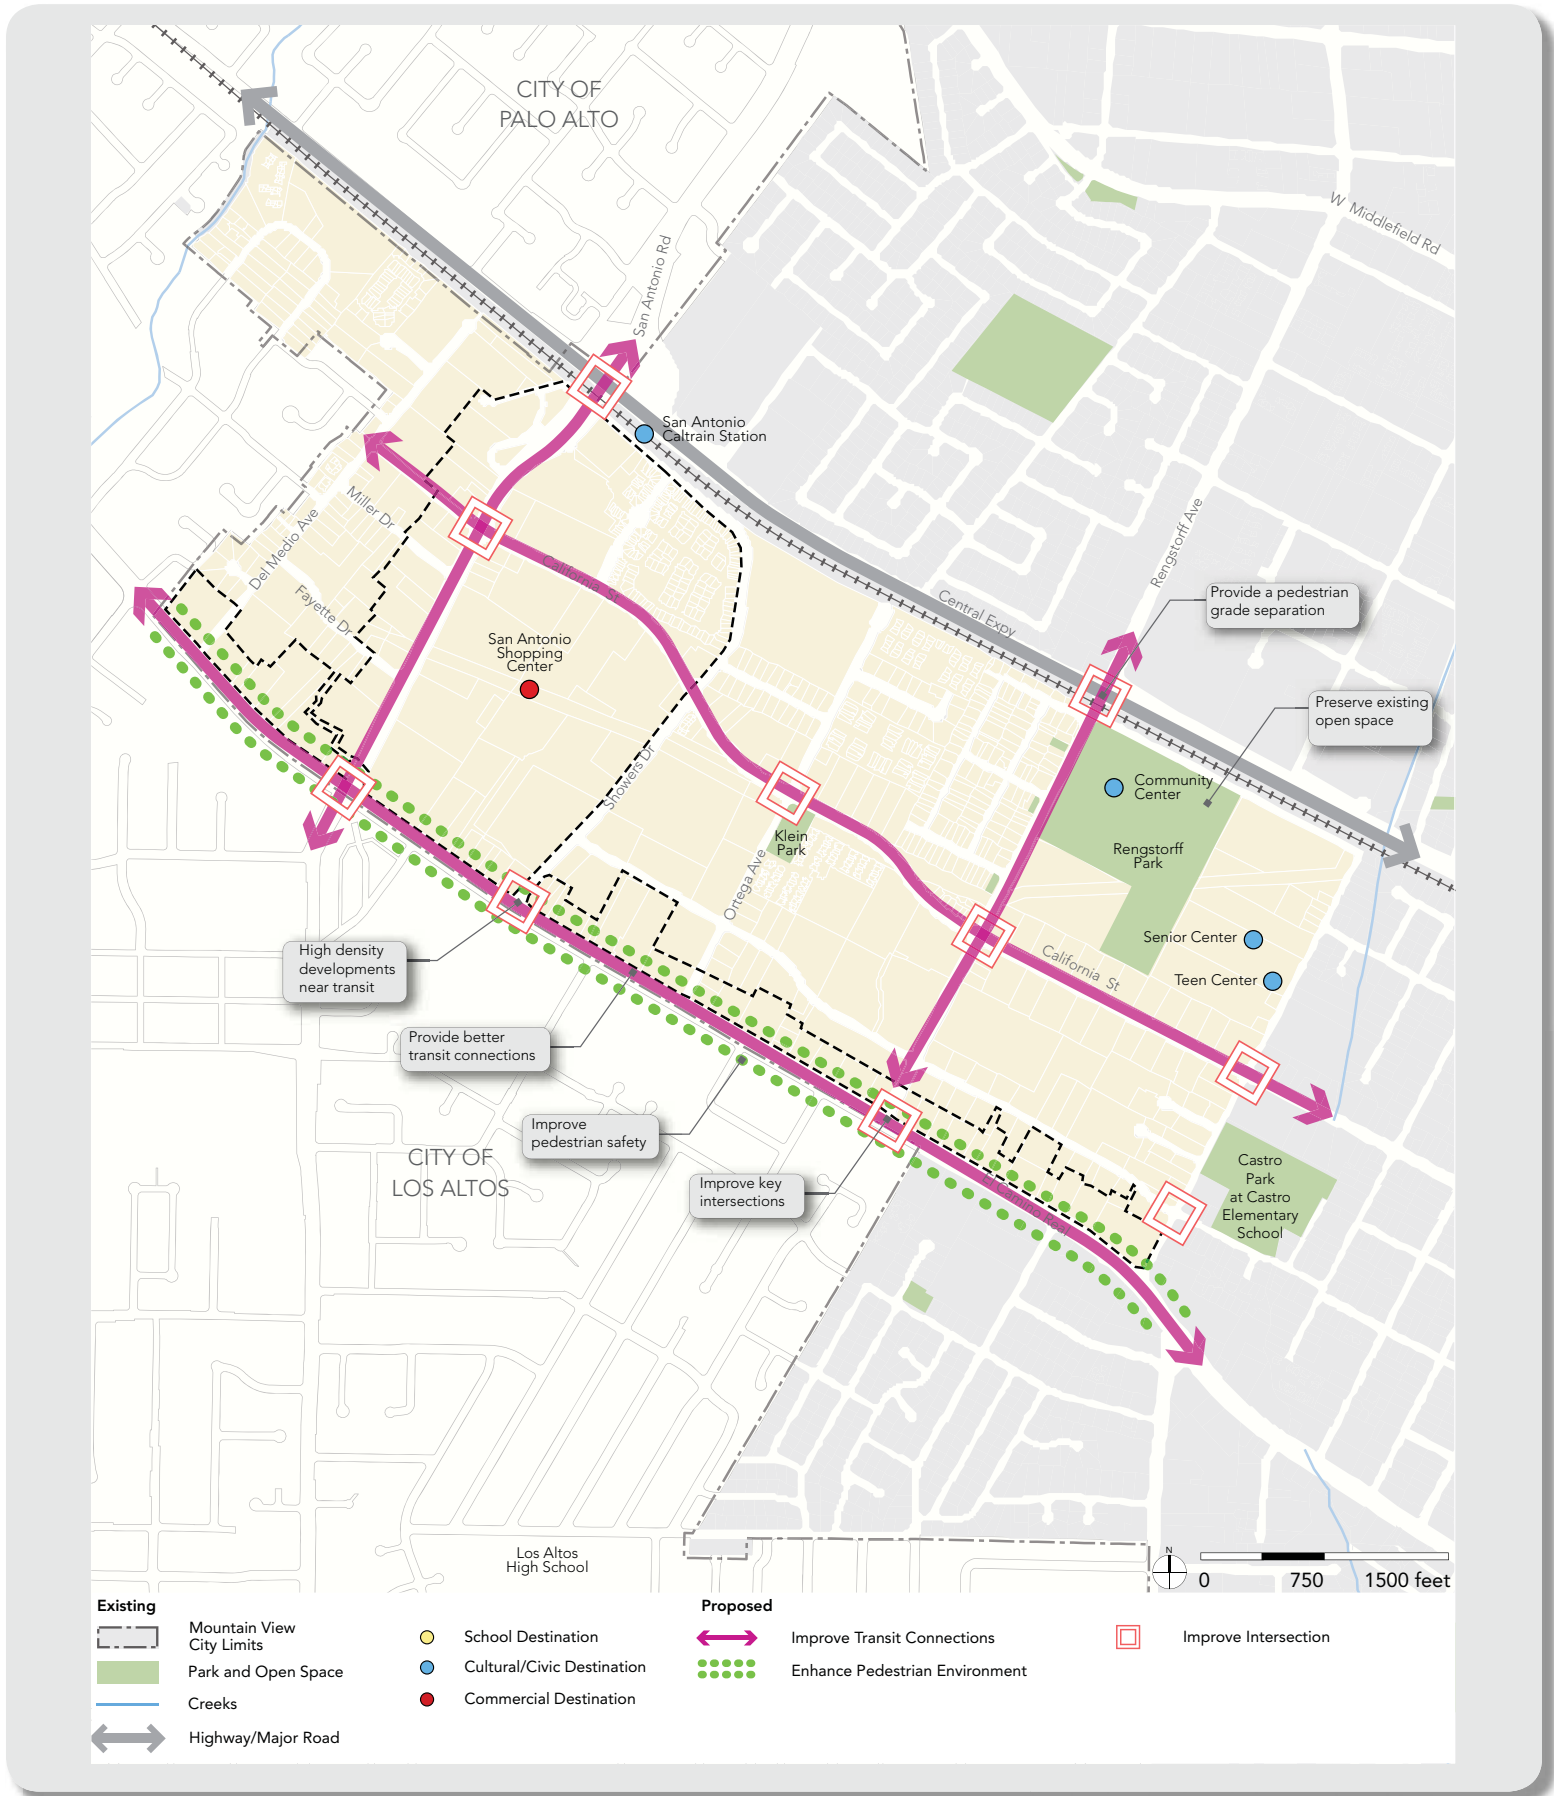 CITY OF
PALO ALTO
San Antonio Rd
W Middlefield Rd
San Antonio
Caltrain Station
Miller Dr
Del Medio Ave
Fayette Dr
California St
Rengstorff Ave
Central Expy
Provide a pedestrian
grade separation
San Antonio
Shopping
Center
Preserve existing
open space
Showers Dr
Community
Center
Klein
Park
Rengstorff
Park
Ortega Ave
Senior Center
California St
Teen Center
High density
developments
near transit
Provide better
transit connections
Improve
pedestrian safety
CITY OF
LOS ALTOS
Improve key
intersections
El Camino Real
Castro
Park
at Castro
Elementary
School
Los Altos
High School
N
0 750 1500 feet
Existing
Mountain View
City Limits
Park and Open Space
Creeks
Highway/Major Road
School Destination
Cultural/Civic Destination
Commercial Destination
Proposed
Improve Transit Connections
Enhance Pedestrian Environment
Improve Intersection